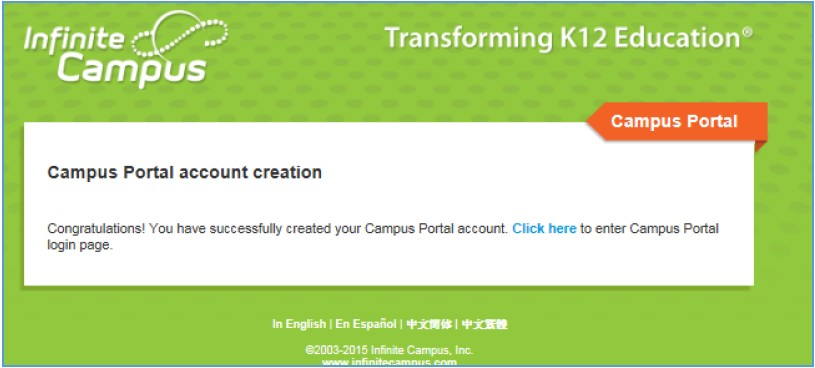 Infinite
Campus
Transforming K12 Education®
Campus Portal
Campus Portal account creation
Congratulations! You have successfully created your Campus Portal account. Click here to enter Campus Portal
login page.
In English | En Español | 中文简体 | 中文繁體
©2003-2015 Infinite Campus, Inc.
www.infinitecampus.com